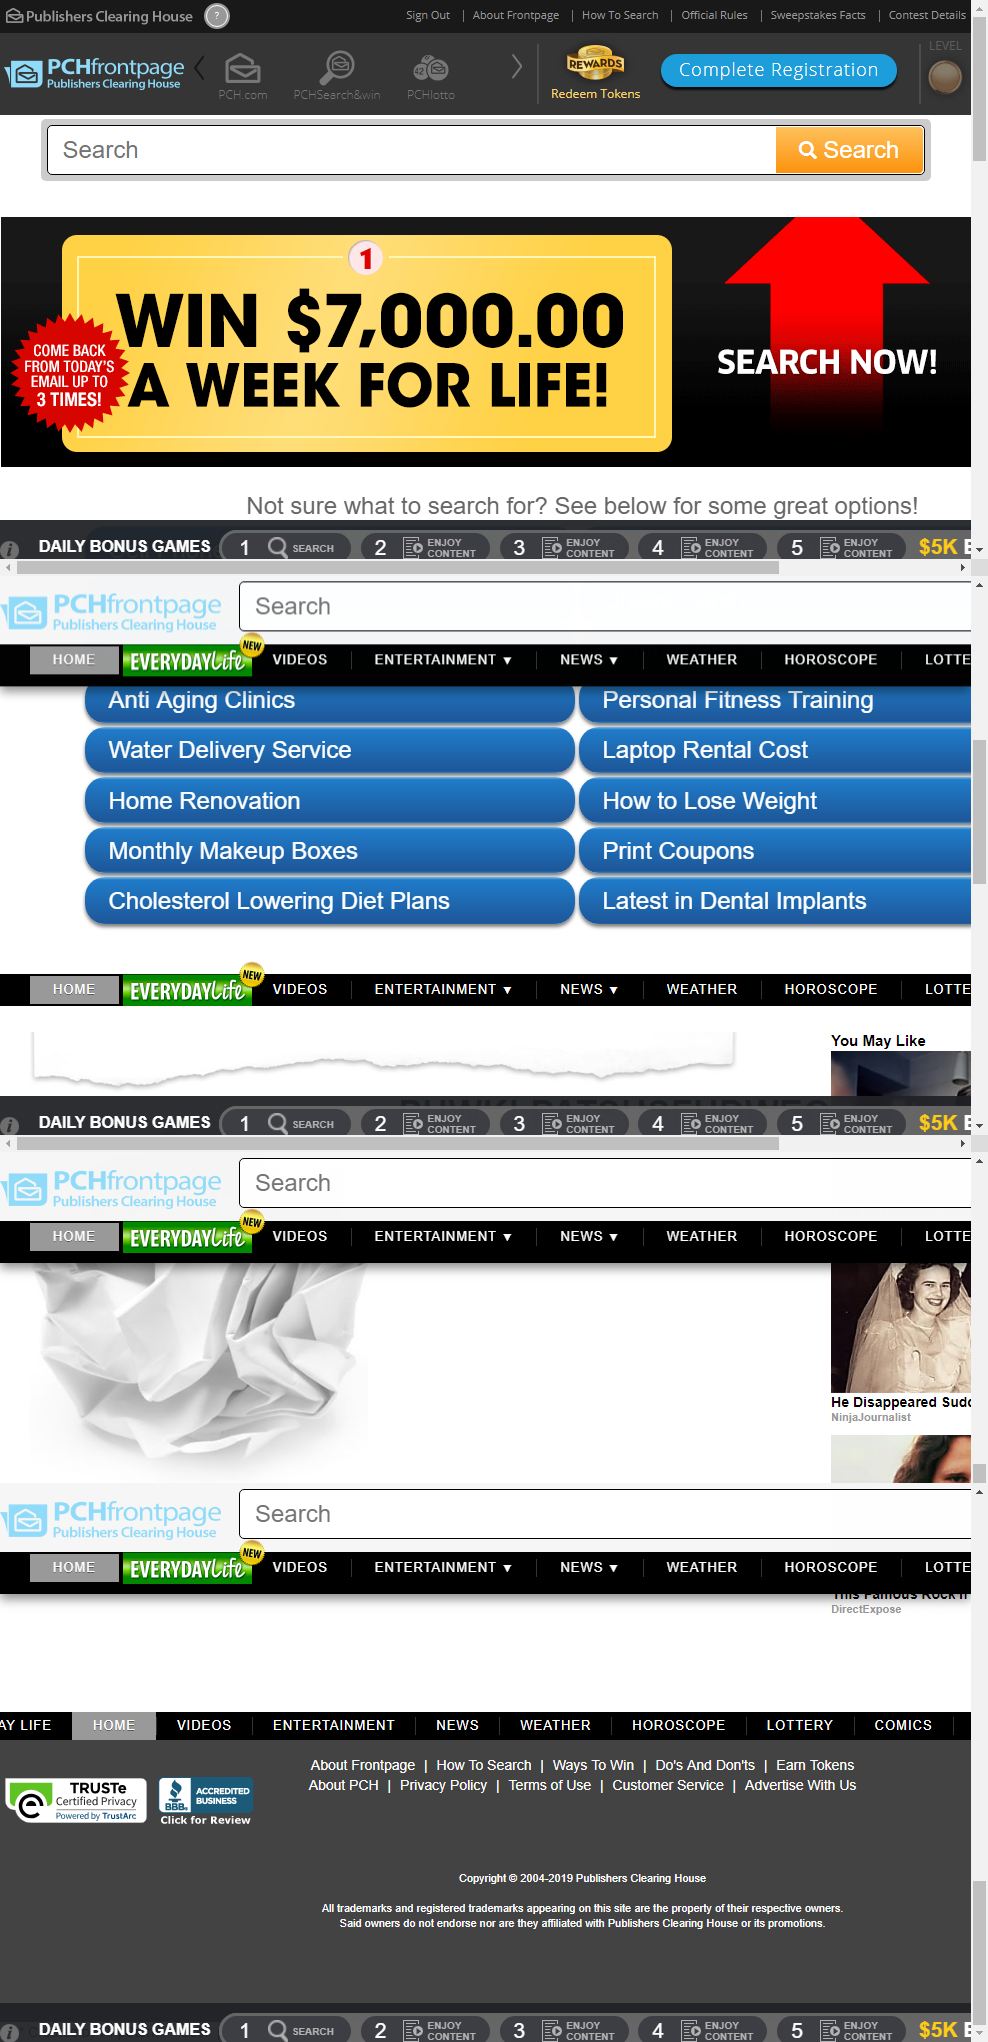 Publishers Clearing House ?
Sign Out | About Frontpage | How To Search | Official Rules | Sweepstakes Facts | Contest Details
PCHfrontpage
Publishers Clearing House
PCH.com
PCHSearch&win
42
PCHlotto
REWARDS
Redeem Tokens
Complete Registration
LEVEL
Search
Search
1
WIN $7,000.00
A WEEK FOR LIFE!
COME BACK
FROM TODAY'S
EMAIL UP TO
3 TIMES!
SEARCH NOW!
Not sure what to search for? See below for some great options!
i DAILY BONUS GAMES 1 SEARCH 2 ENJOY CONTENT 3 ENJOY CONTENT 4 ENJOY CONTENT 5 ENJOY CONTENT $5K
PCHfrontpage
Publishers Clearing House
Search
HOME EVERYDAYLife NEW VIDEOS | ENTERTAINMENT ▼ | NEWS ▼ | WEATHER | HOROSCOPE | LOTTE
Anti Aging Clinics
Personal Fitness Training
Water Delivery Service
Laptop Rental Cost
Home Renovation
How to Lose Weight
Monthly Makeup Boxes
Print Coupons
Cholesterol Lowering Diet Plans
Latest in Dental Implants
HOME EVERYDAYLife NEW VIDEOS | ENTERTAINMENT ▼ | NEWS ▼ | WEATHER | HOROSCOPE | LOTTE
You May Like
i DAILY BONUS GAMES 1 SEARCH 2 ENJOY CONTENT 3 ENJOY CONTENT 4 ENJOY CONTENT 5 ENJOY CONTENT $5K
PCHfrontpage
Publishers Clearing House
Search
HOME EVERYDAYLife NEW VIDEOS | ENTERTAINMENT ▼ | NEWS ▼ | WEATHER | HOROSCOPE | LOTTE
He Disappeared Sudd
NinjaJournalist
PCHfrontpage
Publishers Clearing House
Search
HOME EVERYDAYLife NEW VIDEOS | ENTERTAINMENT ▼ | NEWS ▼ | WEATHER | HOROSCOPE | LOTTE
This Famous Rock n
DirectExpose
AY LIFE HOME VIDEOS | ENTERTAINMENT | NEWS | WEATHER | HOROSCOPE | LOTTERY | COMICS |
About Frontpage | How To Search | Ways To Win | Do's And Don'ts | Earn Tokens
About PCH | Privacy Policy | Terms of Use | Customer Service | Advertise With Us
TRUSTe
Certified Privacy
Powered by TrustArc
BBB
ACCREDITED
BUSINESS
Click for Review
Copyright © 2004-2019 Publishers Clearing House
All trademarks and registered trademarks appearing on this site are the property of their respective owners.
Said owners do not endorse nor are they affiliated with Publishers Clearing House or its promotions.
i DAILY BONUS GAMES 1 SEARCH 2 ENJOY CONTENT 3 ENJOY CONTENT 4 ENJOY CONTENT 5 ENJOY CONTENT $5K